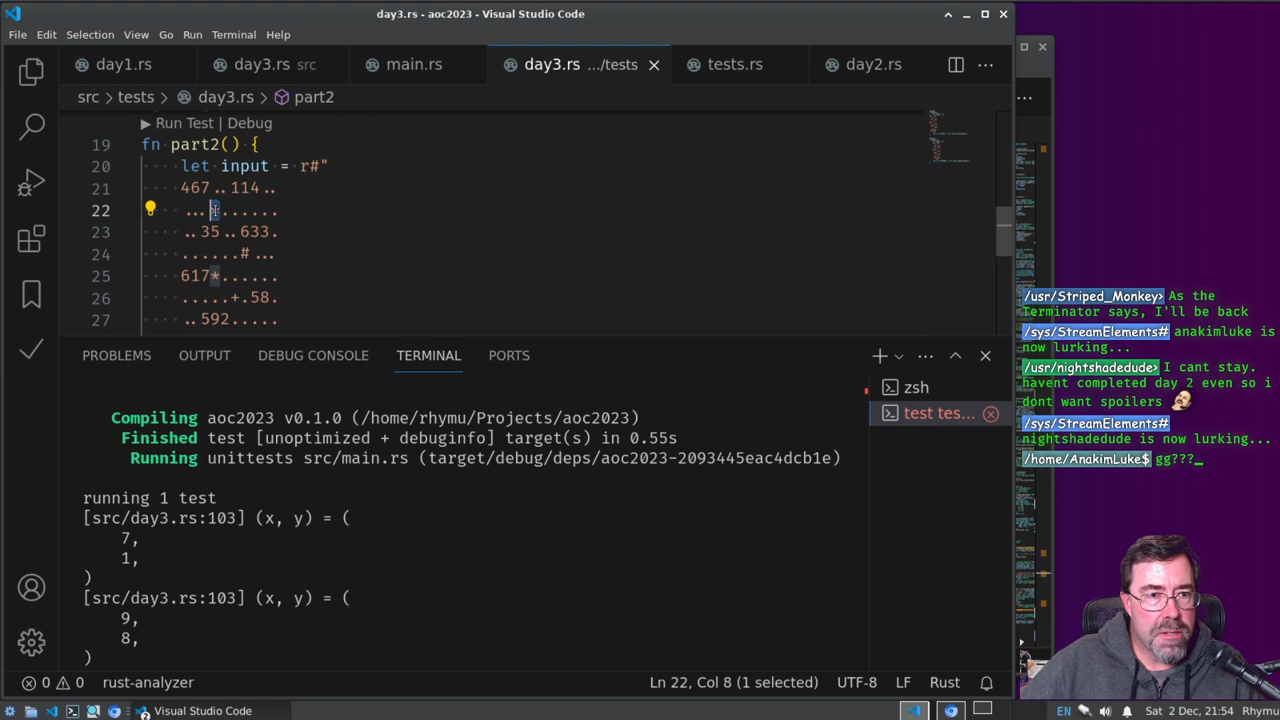 day3.rs - aoc2023 - Visual Studio Code
File Edit Selection View Go Run Terminal Help
day1.rs day3.rs src main.rs day3.rs .../tests tests.rs day2.rs
src > tests > day3.rs > part2
▶ Run Test | Debug
19 fn part2() {
20 let input = r#"
21 467..114..
22 ...*......
23 ..35..633.
24 ......#...
25 617*......
26 .....+.58.
27 ..592.....
PROBLEMS OUTPUT DEBUG CONSOLE TERMINAL PORTS
zsh
test tes...
Compiling aoc2023 v0.1.0 (/home/rhymu/Projects/aoc2023)
Finished test [unoptimized + debuginfo] target(s) in 0.55s
Running unittests src/main.rs (target/debug/deps/aoc2023-2093445eac4dcb1e)
running 1 test
[src/day3.rs:103] (x, y) = (
7,
1,
)
[src/day3.rs:103] (x, y) = (
9,
8,
)
0 0 rust-analyzer Ln 22, Col 8 (1 selected) UTF-8 LF Rust
/usr/Striped_Monkey> As the
Terminator says, I'll be back
/sys/StreamElements# anakimluke is
now lurking...
/usr/nightshadedude> I cant stay.
havent completed day 2 even so i
dont want spoilers
/sys/StreamElements#
nightshadedude is now lurking...
/home/AnakimLuke$ gg???_
Visual Studio Code EN Sat 2 Dec, 21:54 Rhymu